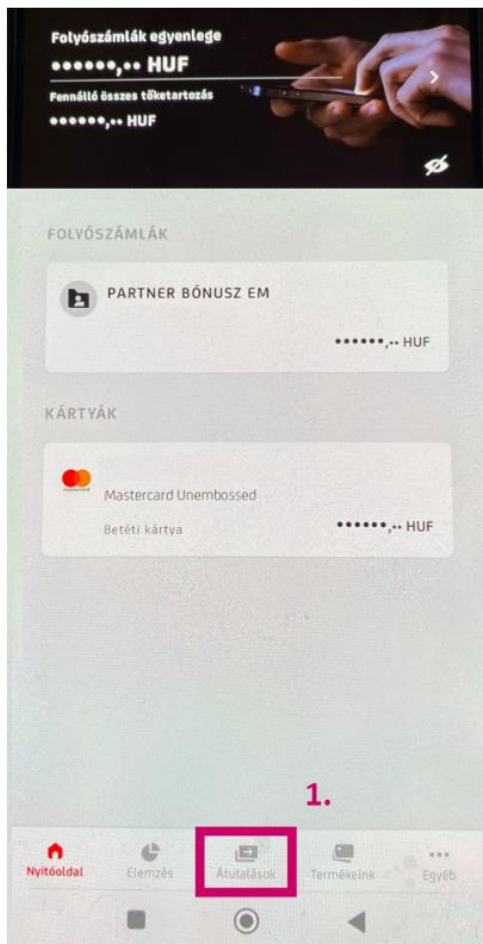 Folyószámlák egyenlege
••••••,•• HUF
Fennálló összes tőketartozás
••••••,•• HUF
FOLYÓSZÁMLÁK
PARTNER BÓNUSZ EM
••••••,•• HUF
KÁRTYÁK
mastercard
Mastercard Unembossed
Betéti kártya
••••••,•• HUF
1.
Nyitóoldal
Elemzés
Átutalások
Termékeink
Egyéb